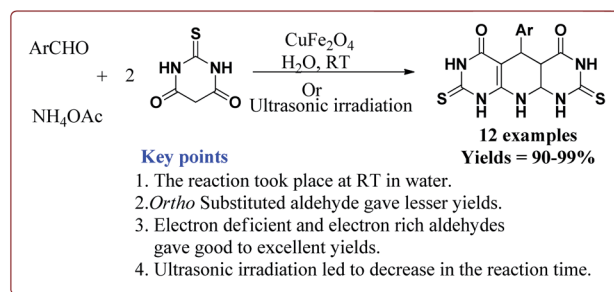 ArCHO
+ 2
NH₄OAc
S
HN NH
O O
CuFe₂O₄
H₂O, RT
Or
Ultrasonic irradiation
O Ar O
HN NH
S N H N H N H S
12 examples
Yields = 90-99%
Key points
1. The reaction took place at RT in water.
2.Ortho Substituted aldehyde gave lesser yields.
3. Electron deficient and electron rich aldehydes
gave good to excellent yields.
4. Ultrasonic irradiation led to decrease in the reaction time.